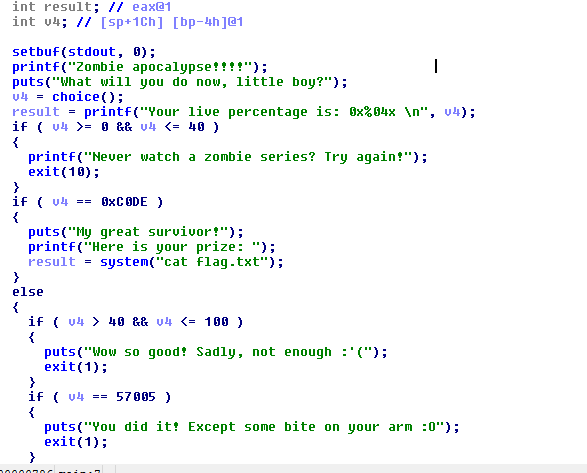 int result; // eax@1
int v4; // [sp+1Ch] [bp-4h]@1
setbuf(stdout, 0);
printf("Zombie apocalypse!!!!");
puts("What will you do now, little boy?");
v4 = choice();
result = printf("Your live percentage is: 0x%04x \n", v4);
if ( v4 >= 0 && v4 <= 40 )
{
printf("Never watch a zombie series? Try again!");
exit(10);
}
if ( v4 == 0xC0DE )
{
puts("My great survivor!");
printf("Here is your prize: ");
result = system("cat flag.txt");
}
else
{
if ( v4 > 40 && v4 <= 100 )
{
puts("Wow so good! Sadly, not enough :'(");
exit(1);
}
if ( v4 == 57005 )
{
puts("You did it! Except some bite on your arm :O");
exit(1);
}